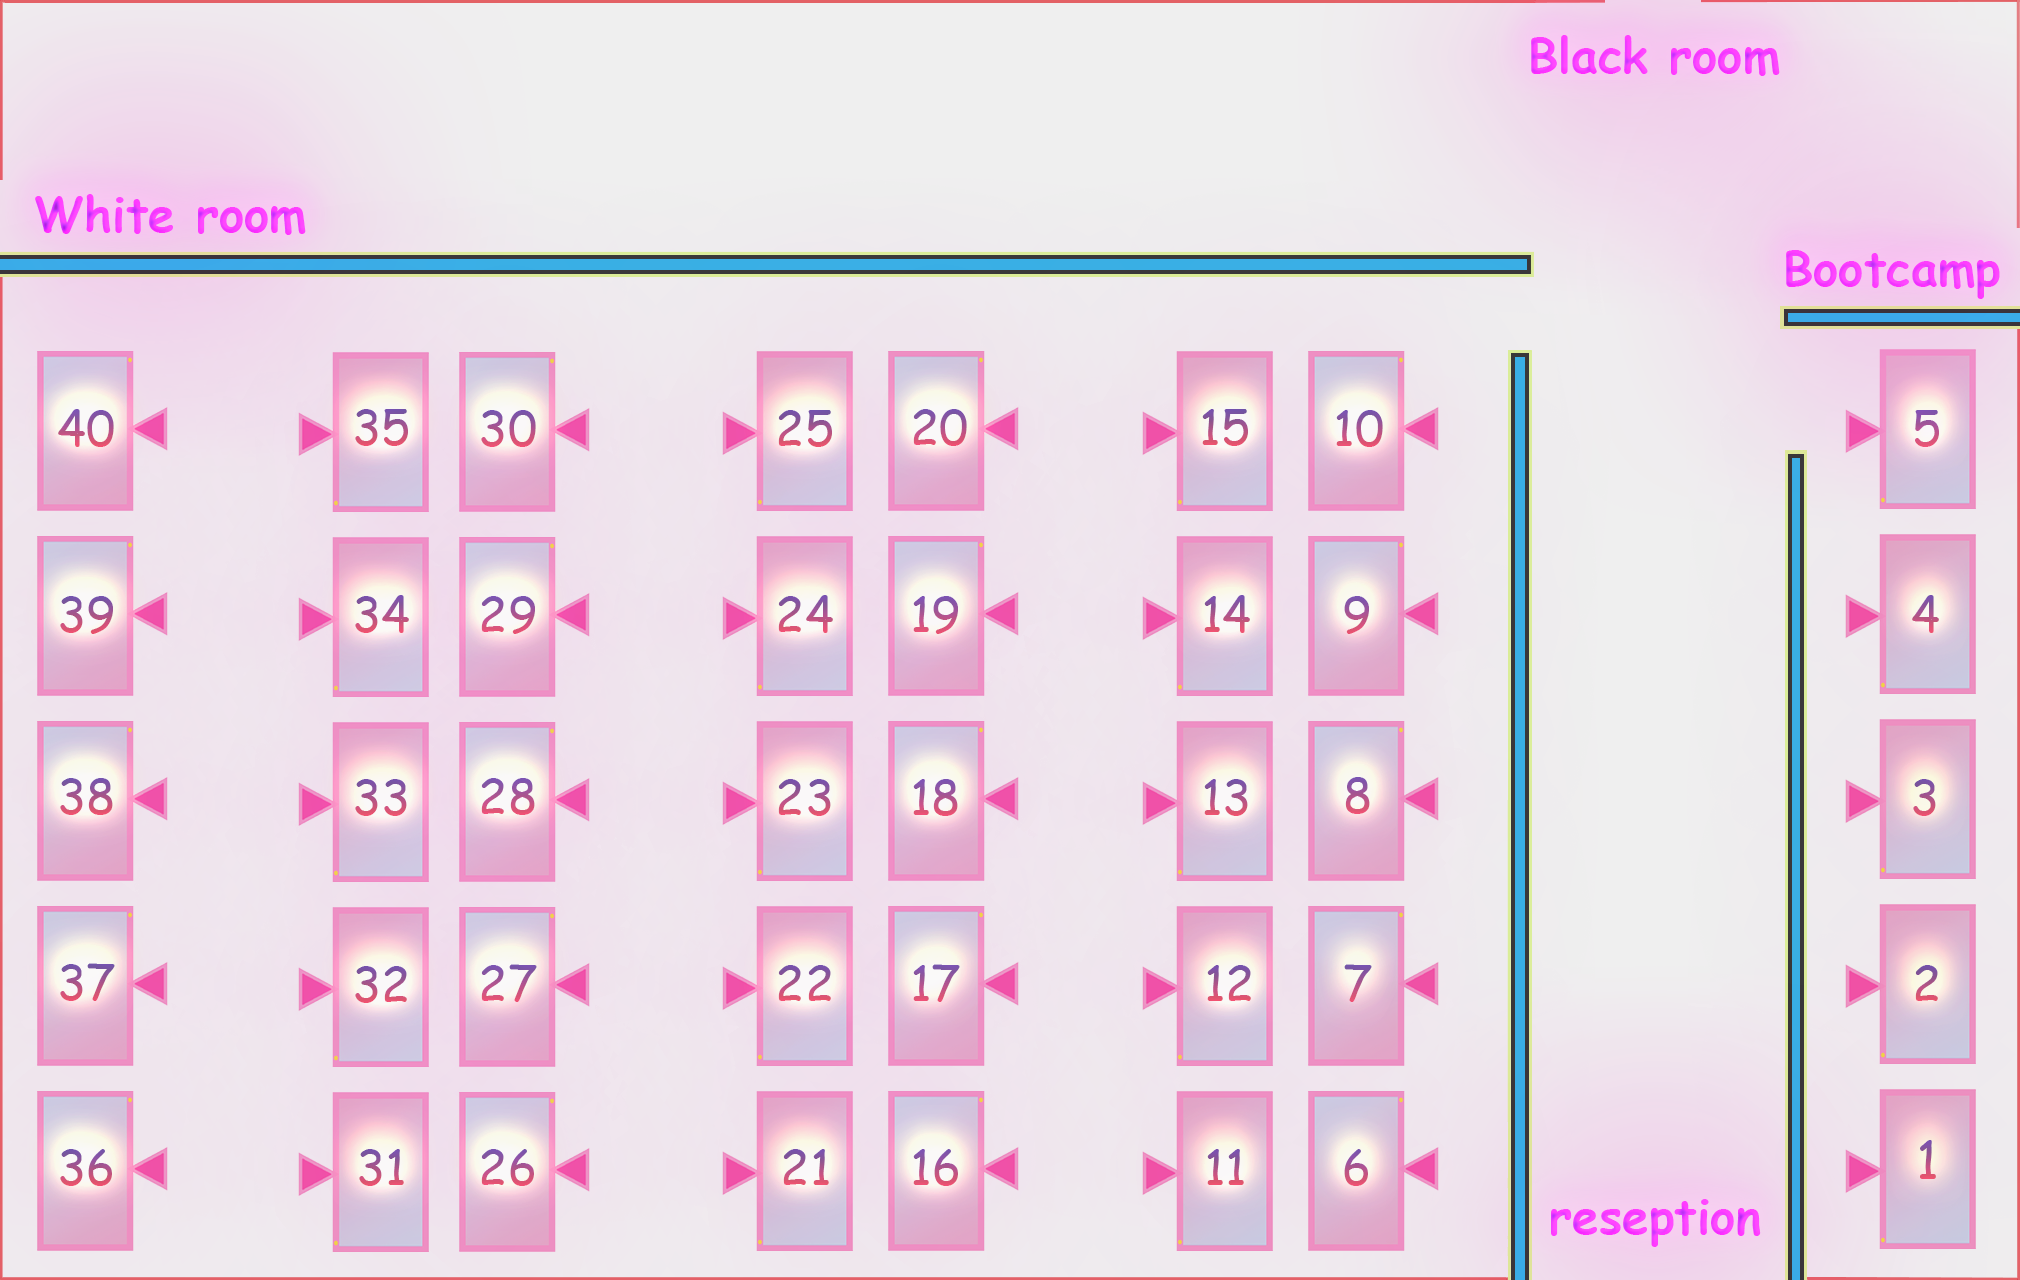 Black room
White room
Bootcamp
40 35 30 25 20 15 10 5
39 34 29 24 19 14 9 4
38 33 28 23 18 13 8 3
37 32 27 22 17 12 7 2
36 31 26 21 16 11 6 1
reseption